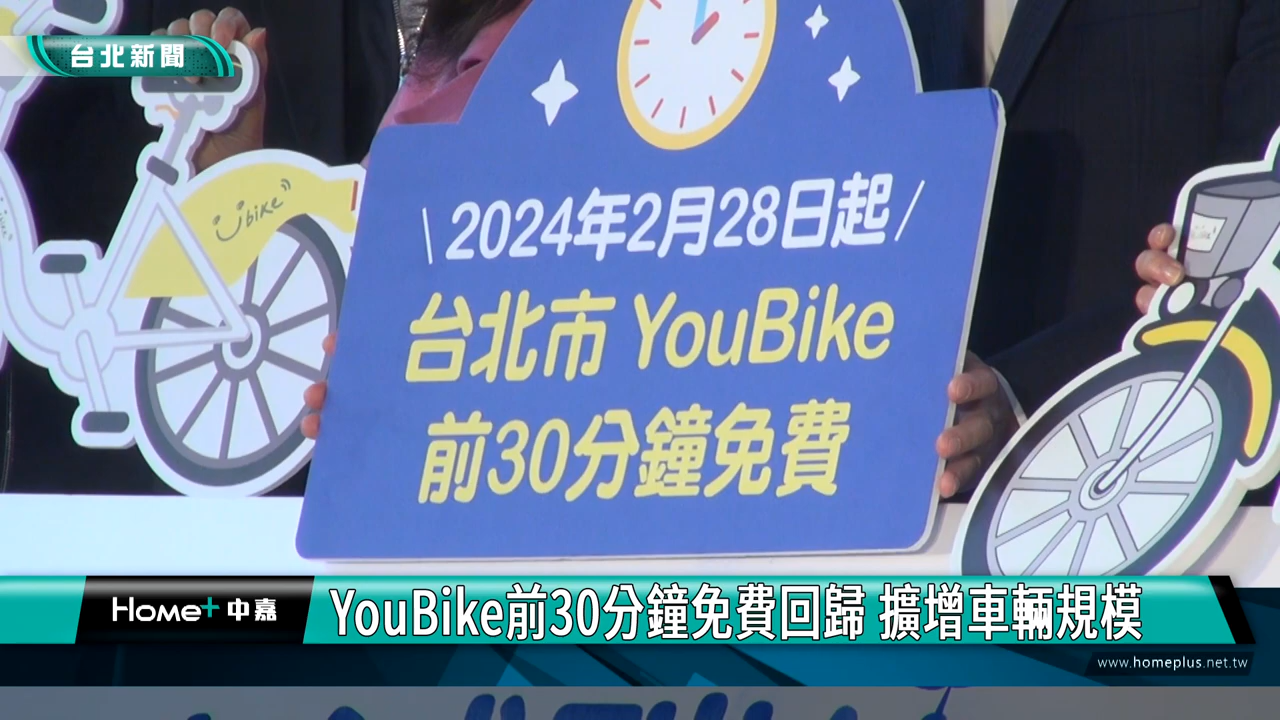 台北新聞
Ubike
2024年2月28日起
台北市 YouBike
前30分鐘免費
Home+ 中嘉
YouBike前30分鐘免費回歸 擴增車輛規模
www.homeplus.net.tw